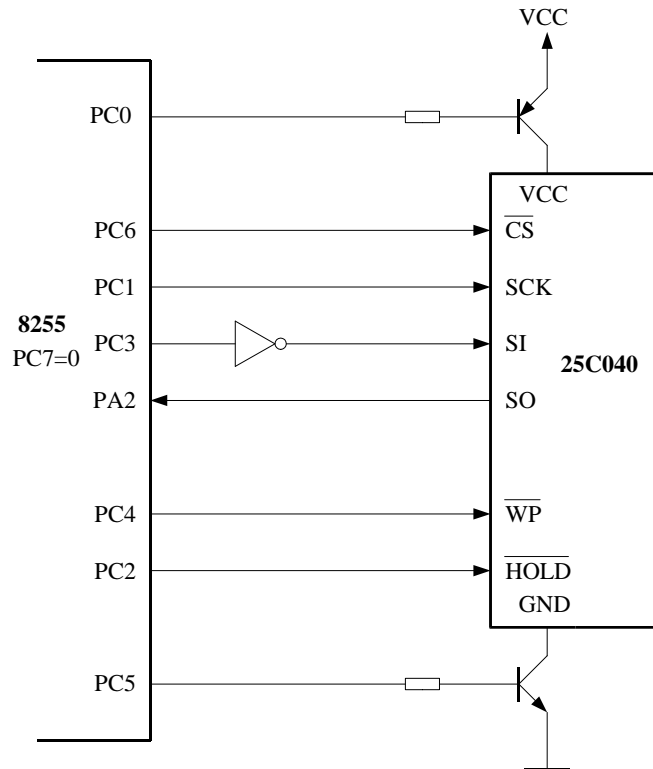 VCC
PC0
VCC
PC6
CS
PC1
SCK
8255
PC7=0
PC3
SI
25C040
PA2
SO
PC4
WP
PC2
HOLD
GND
PC5